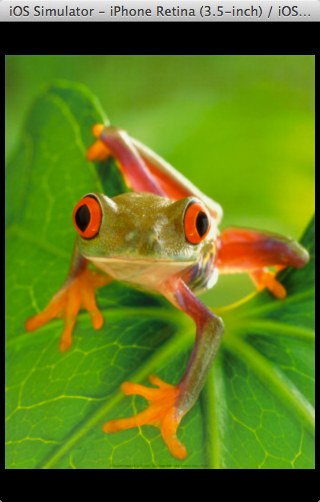 iOS Simulator – iPhone Retina (3.5-inch) / iOS...